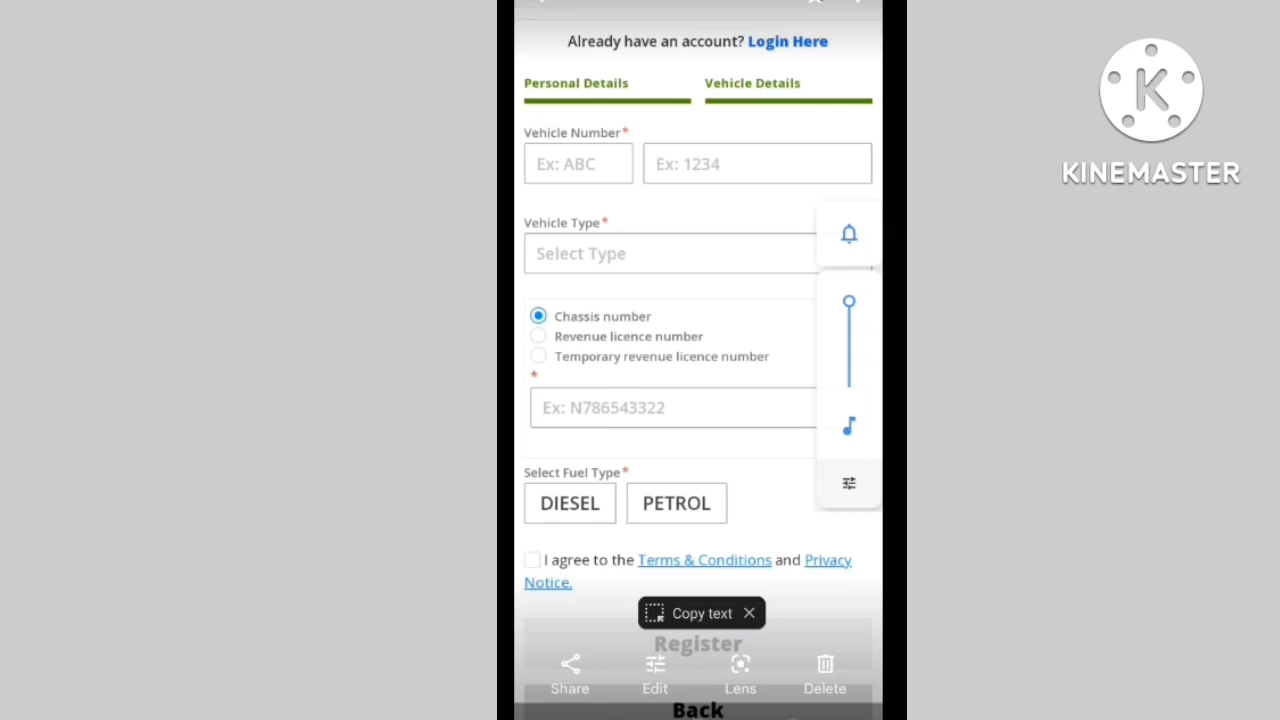 Already have an account? Login Here
Personal Details Vehicle Details
Vehicle Number*
Ex: ABC Ex: 1234
Vehicle Type*
Select Type
Chassis number
Revenue licence number
Temporary revenue licence number
*
Ex: N786543322
Select Fuel Type*
DIESEL PETROL
I agree to the Terms & Conditions and Privacy
Notice.
Copy text
Register
Share Edit Lens Delete
Back
K
KINEMASTER